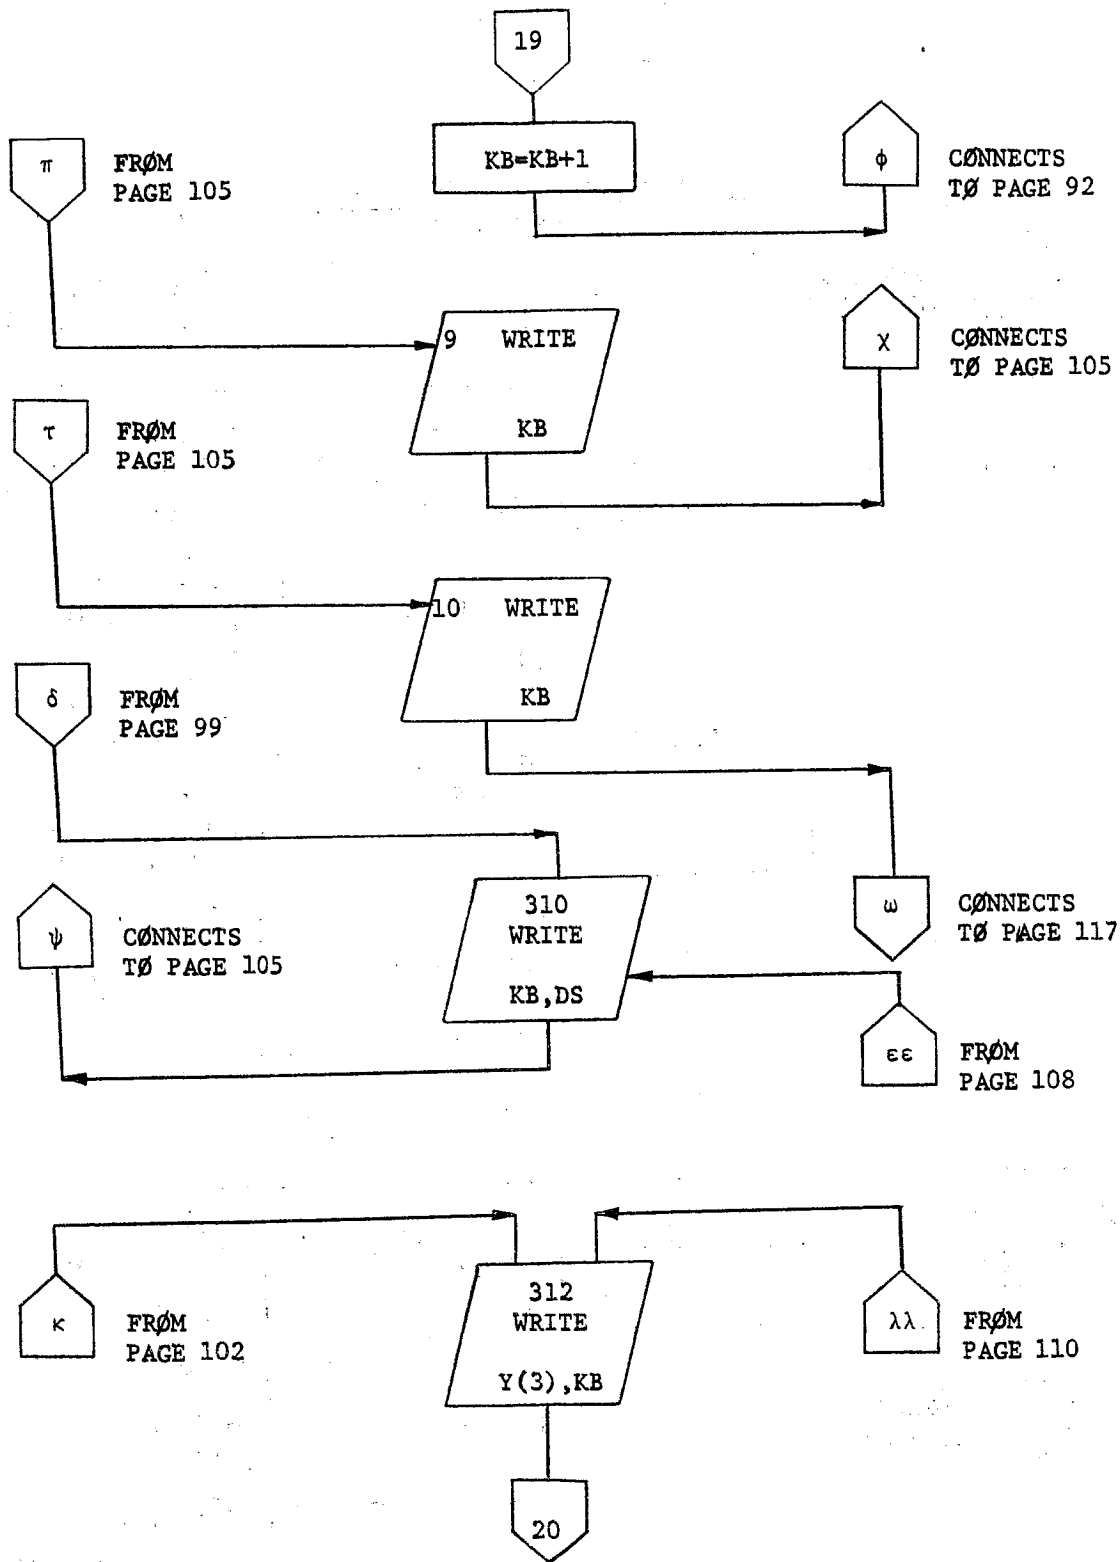 19
KB=KB+1
π
FRØM
PAGE 105
φ
CØNNECTS
TØ PAGE 92
9 WRITE
KB
χ
CØNNECTS
TØ PAGE 105
τ
FRØM
PAGE 105
10 WRITE
KB
δ
FRØM
PAGE 99
ω
CØNNECTS
TØ PAGE 117
310
WRITE
KB,DS
ψ
CØNNECTS
TØ PAGE 105
εε
FRØM
PAGE 108
κ
FRØM
PAGE 102
312
WRITE
Y(3),KB
λλ
FRØM
PAGE 110
20